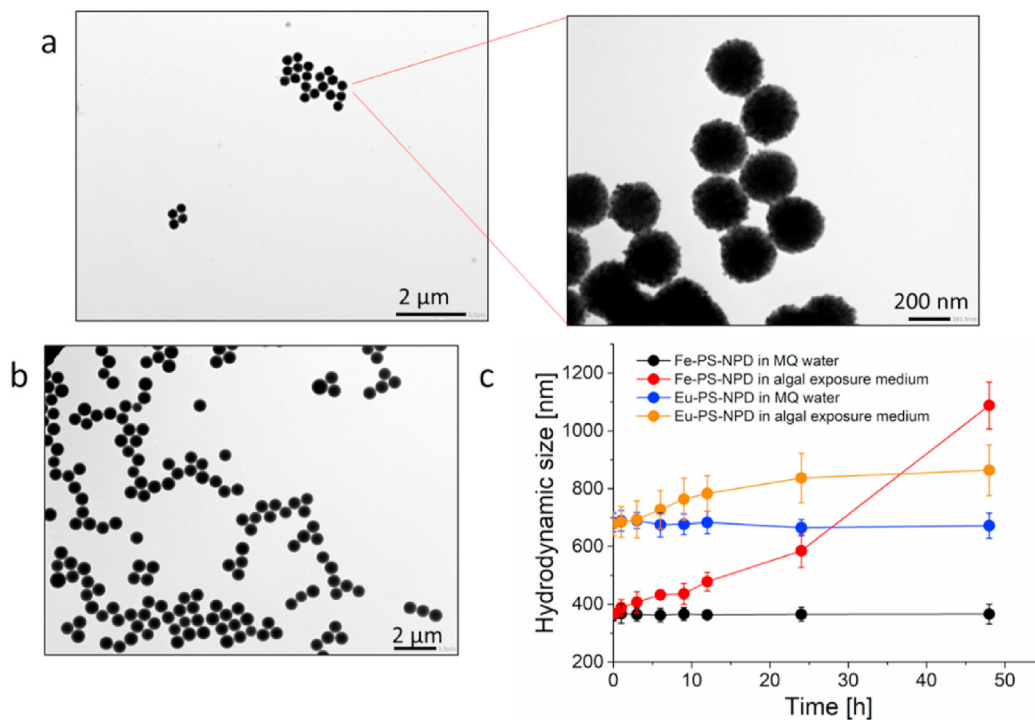 a
2 μm
200 nm
b
2 μm
c
Fe-PS-NPD in MQ water
Fe-PS-NPD in algal exposure medium
Eu-PS-NPD in MQ water
Eu-PS-NPD in algal exposure medium
Hydrodynamic size [nm]
1200
1000
800
600
400
200
0 10 20 30 40 50
Time [h]